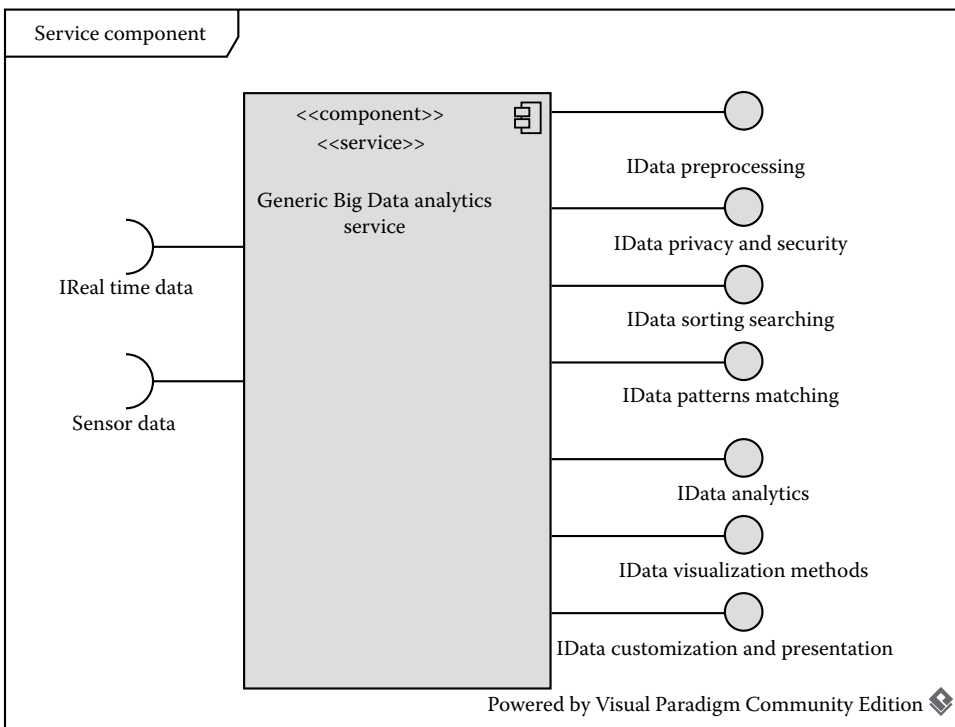 Service component
<<component>>
<<service>>
Generic Big Data analytics
service
IReal time data
Sensor data
IData preprocessing
IData privacy and security
IData sorting searching
IData patterns matching
IData analytics
IData visualization methods
IData customization and presentation
Powered by Visual Paradigm Community Edition